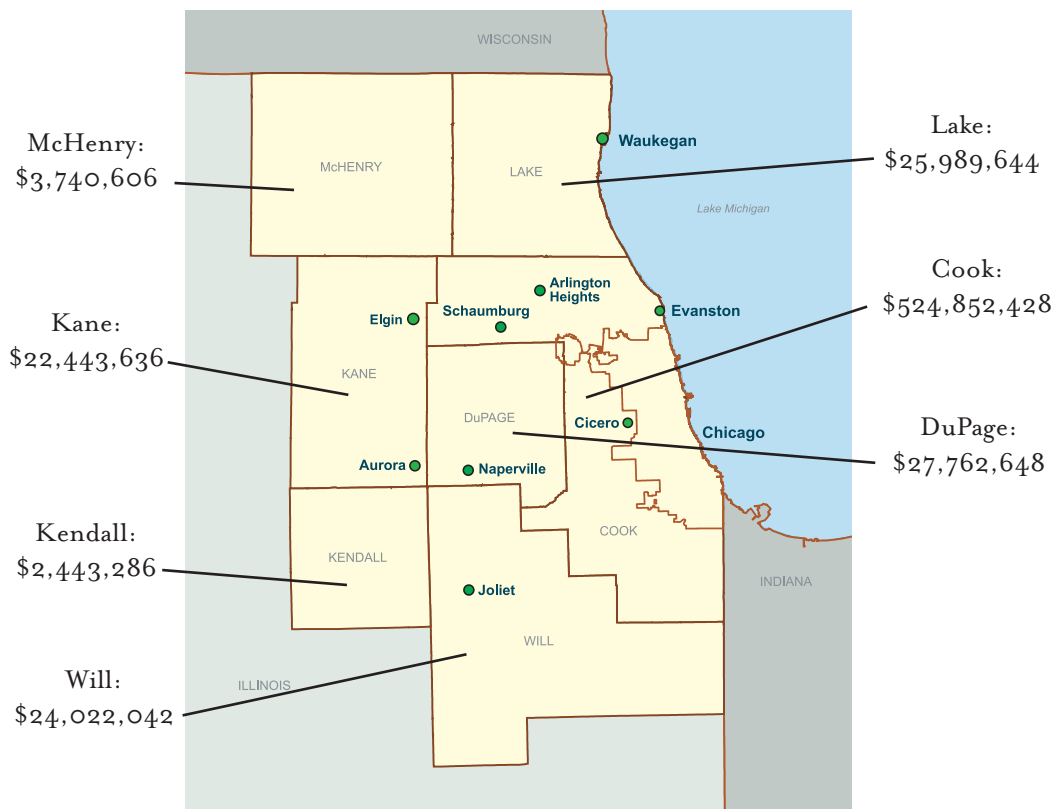 WISCONSIN
McHenry:
$3,740,606
McHENRY
LAKE
Waukegan
Lake:
$25,989,644
Lake Michigan
Kane:
$22,443,636
Elgin
Schaumburg
Arlington
Heights
Evanston
Cook:
$524,852,428
KANE
DuPAGE
Cicero
Chicago
DuPage:
$27,762,648
Aurora
Naperville
Kendall:
$2,443,286
KENDALL
COOK
INDIANA
Joliet
WILL
Will:
$24,022,042
ILLINOIS